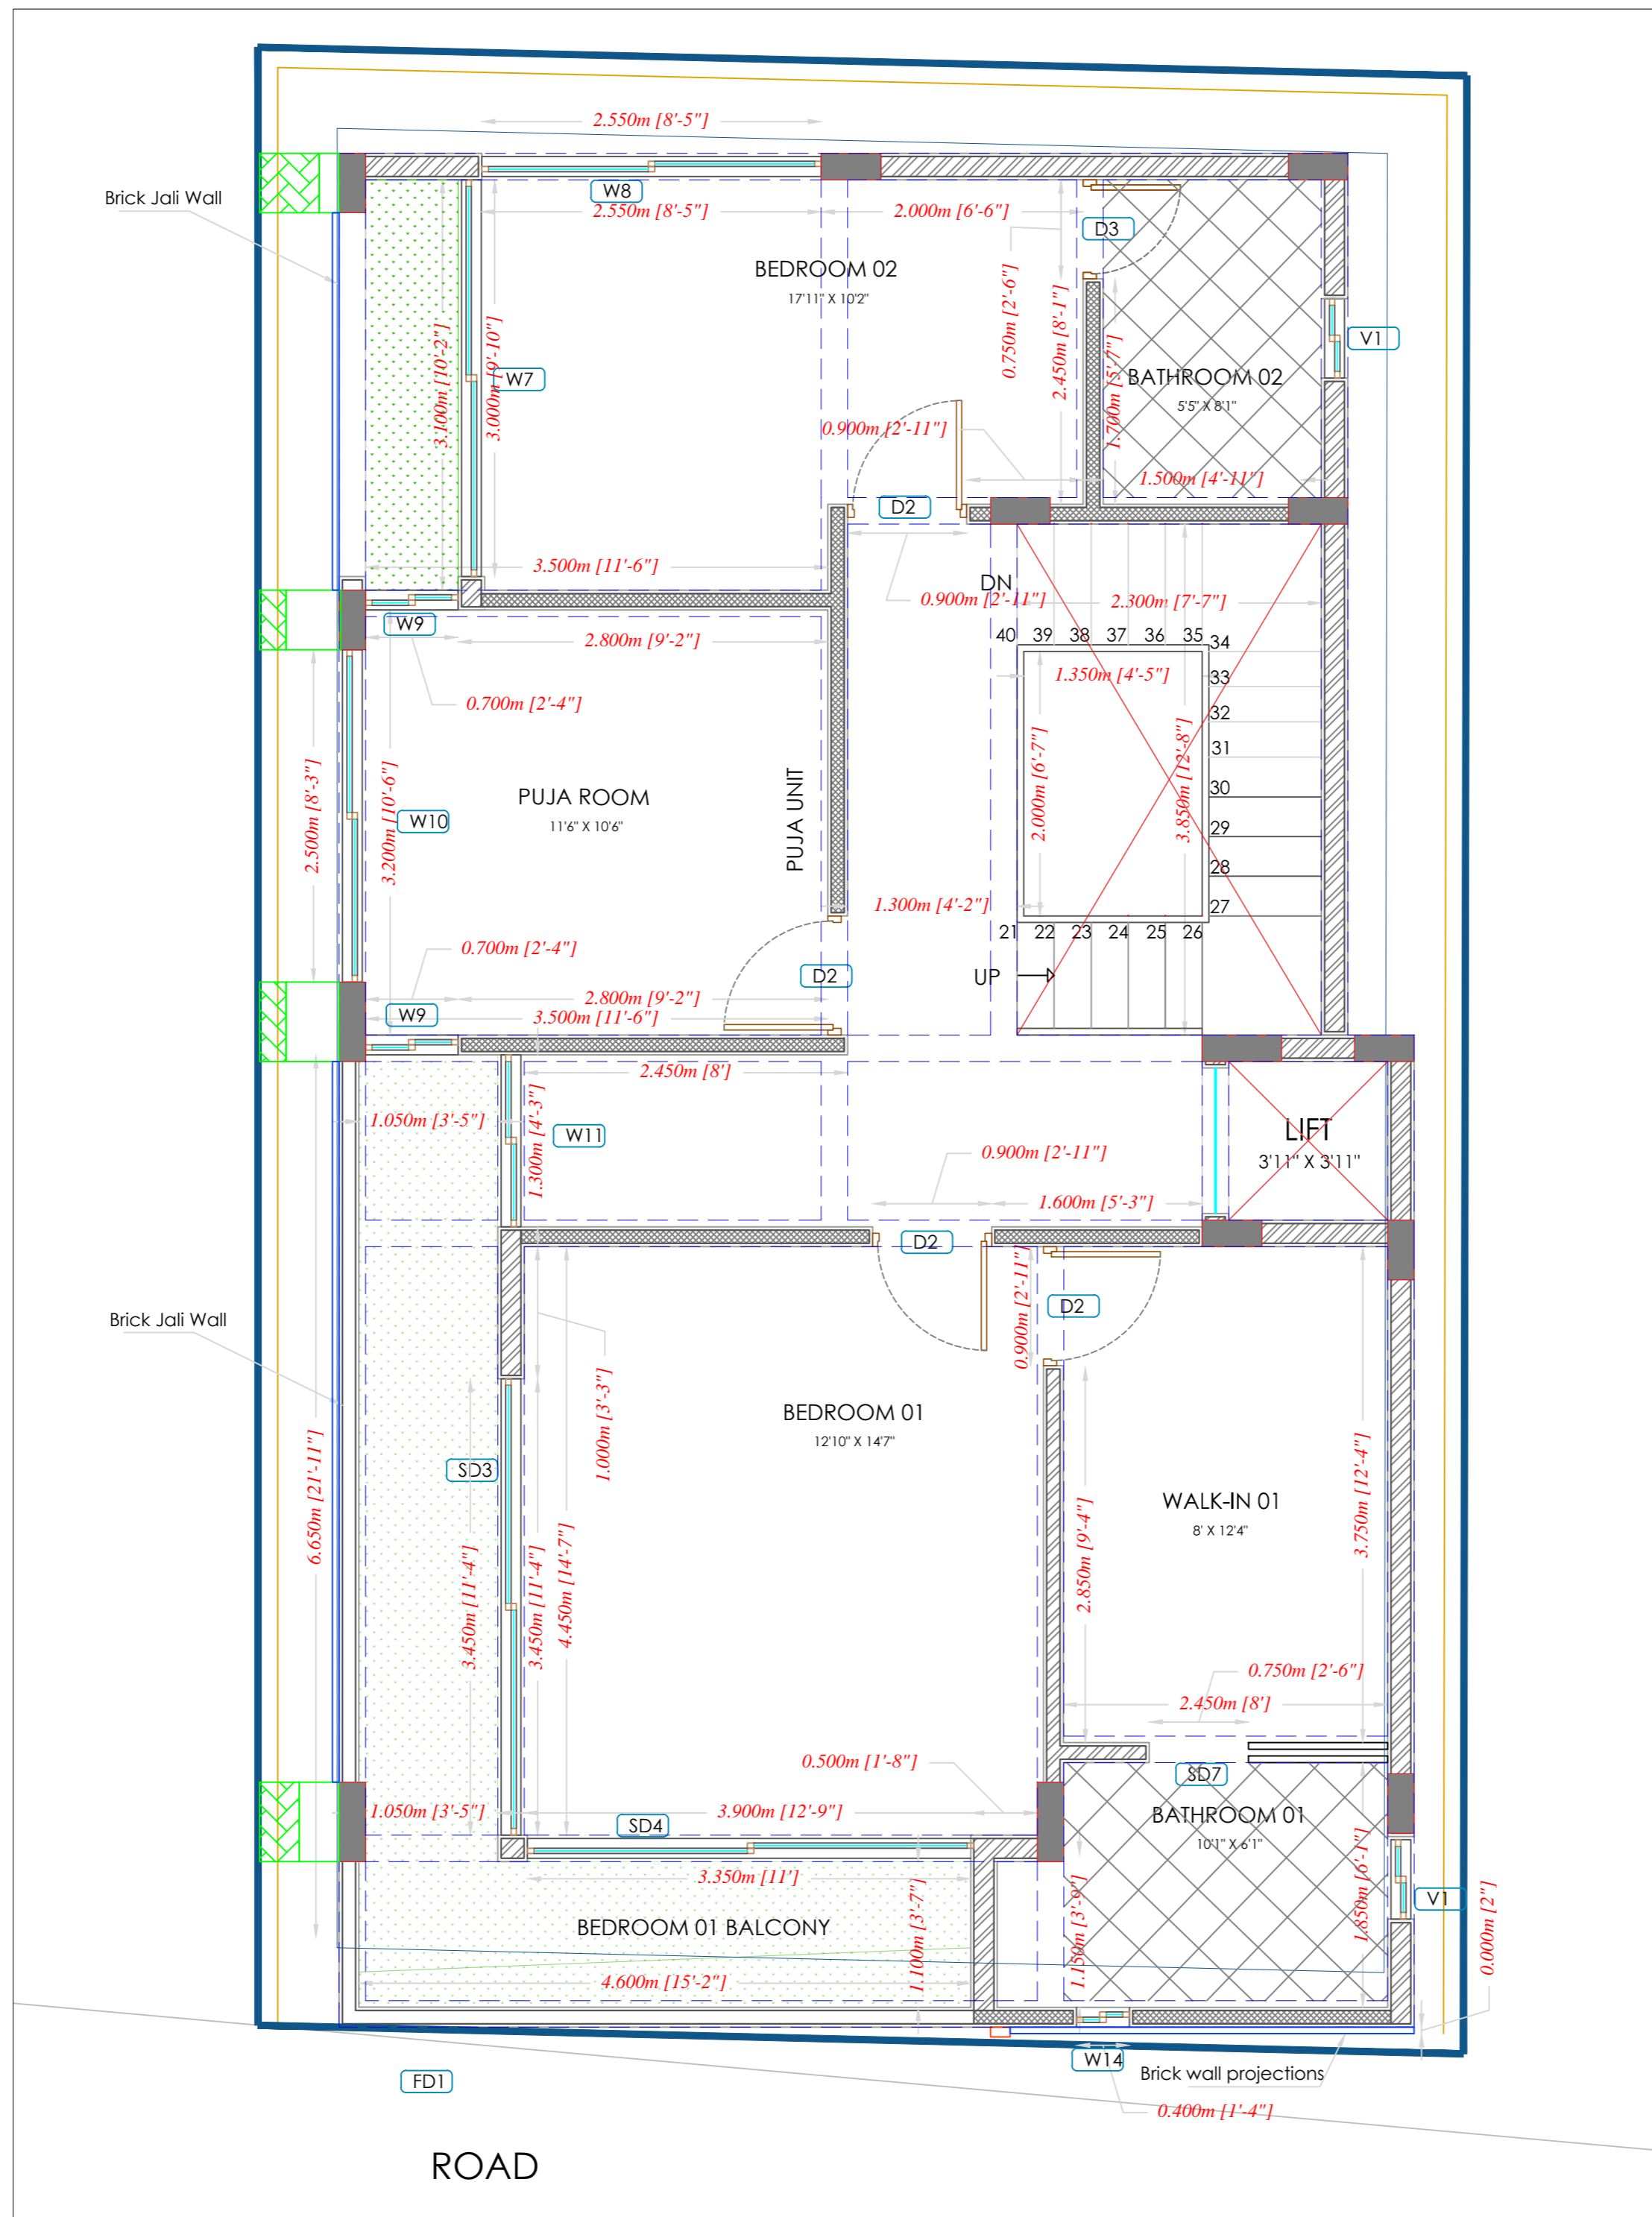 2.550m [8'-5"]
Brick Jali Wall
W8
2.550m [8'-5"]
2.000m [6'-6"]
D3
BEDROOM 02
17'11" X 10'2"
0.750m [2'-6"]
2.450m [8'-1"]
3.100m [10'-2"]
3.000m [9'-10"]
W7
V1
1.700m [5'-7"]
BATHROOM 02
5'5" X 8'1"
0.900m [2'-11"]
1.500m [4'-11"]
D2
3.500m [11'-6"]
DN
0.900m [2'-11"]
2.300m [7'-7"]
W9
2.800m [9'-2"]
40 39 38 37 36 35
34
1.350m [4'-5"]
33
0.700m [2'-4"]
32
31
2.500m [8'-3"]
3.200m [10'-6"]
W10
PUJA ROOM
11'6" X 10'6"
PUJA UNIT
2.000m [6'-7"]
3.850m [12'-8"]
30
29
28
27
1.300m [4'-2"]
21 22 23 24 25 26
0.700m [2'-4"]
D2
UP
2.800m [9'-2"]
W9
3.500m [11'-6"]
2.450m [8']
1.050m [3'-5"]
1.300m [4'-3"]
W11
LIFT
3'11" X 3'11"
0.900m [2'-11"]
1.600m [5'-3"]
D2
0.900m [2'-11"]
D2
Brick Jali Wall
1.000m [3'-3"]
BEDROOM 01
12'10" X 14'7"
6.650m [21'-11"]
SD3
3.450m [11'-4"]
3.450m [11'-4"]
4.450m [14'-7"]
2.850m [9'-4"]
WALK-IN 01
8' X 12'4"
3.750m [12'-4"]
0.750m [2'-6"]
2.450m [8']
0.500m [1'-8"]
SD7
1.050m [3'-5"]
SD4
3.900m [12'-9"]
BATHROOM 01
10'1" X 6'1"
3.350m [11']
1.100m [3'-7"]
1.150m [3'-9"]
1.850m [6'-1"]
V1
0.000m [2"]
BEDROOM 01 BALCONY
4.600m [15'-2"]
W14
FD1
Brick wall projections
0.400m [1'-4"]
ROAD